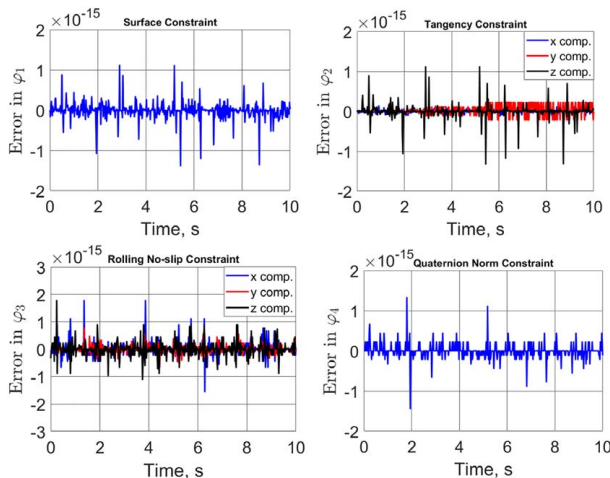 ×10⁻¹⁵ Surface Constraint
2
1
0
-1
-2
Error in φ₁
0 2 4 6 8 10
Time, s
×10⁻¹⁵ Tangency Constraint
x comp.
y comp.
z comp.
2
1
0
-1
-2
Error in φ₂
0 2 4 6 8 10
Time, s
×10⁻¹⁵
Rolling No-slip Constraint
x comp.
y comp.
z comp.
3
2
1
0
-1
-2
-3
Error in φ₃
0 2 4 6 8 10
Time, s
×10⁻¹⁵ Quaternion Norm Constraint
2
1
0
-1
-2
Error in φ₄
0 2 4 6 8 10
Time, s